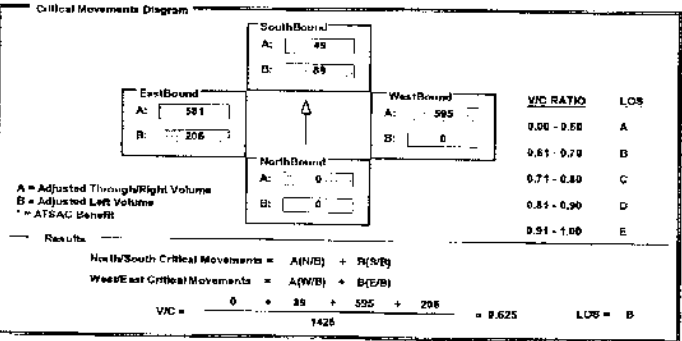 Critical Movements Diagram
SouthBound
A: 49
B: 89
EastBound
A: 581
B: 206
WestBound
A: 595
B: 0
NorthBound
A: 0
B: 0
V/C RATIO LOS
0.00 - 0.60 A
0.61 - 0.70 B
0.71 - 0.80 C
0.81 - 0.90 D
0.91 - 1.00 E
A = Adjusted Through/Right Volume
B = Adjusted Left Volume
* = ATSAC Benefit
Results
North/South Critical Movements = A(N/B) + B(S/B)
West/East Critical Movements = A(W/B) + B(E/B)
V/C = 0 + 89 + 595 + 206 = 0.625 LOS = B
1425